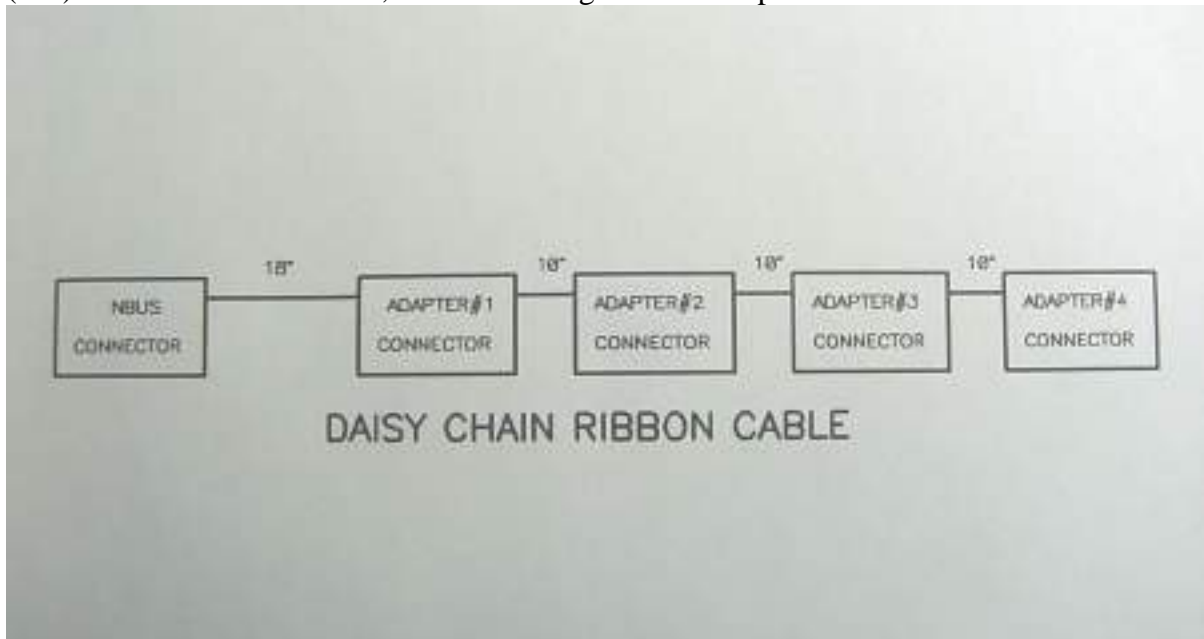 18" 10" 10" 10"
NBUS
CONNECTOR
ADAPTER#1
CONNECTOR
ADAPTER#2
CONNECTOR
ADAPTER#3
CONNECTOR
ADAPTER#4
CONNECTOR
DAISY CHAIN RIBBON CABLE